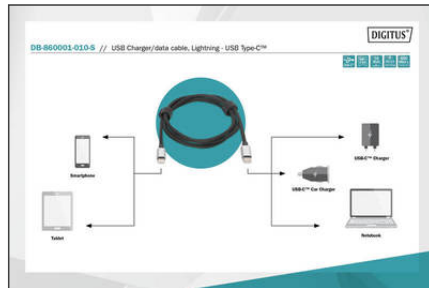 DIGITUS®
DB-860001-010-S // USB Charger/data cable, Lightning - USB Type-C™
Smartphone
USB-C™ Charger
USB-C™ Car Charger
Tablet
Notebook